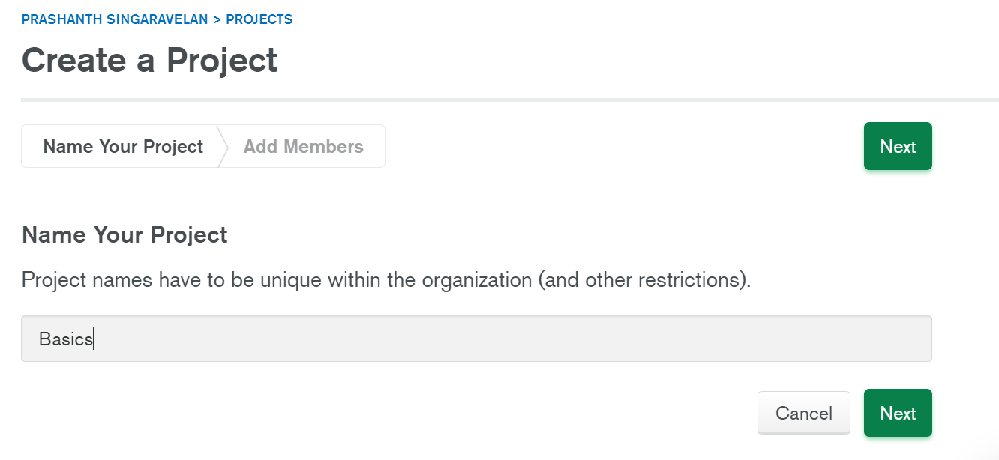 PRASHANTH SINGARAVELAN > PROJECTS
Create a Project
Name Your Project
Add Members
Next
Name Your Project
Project names have to be unique within the organization (and other restrictions).
Basics
Cancel
Next